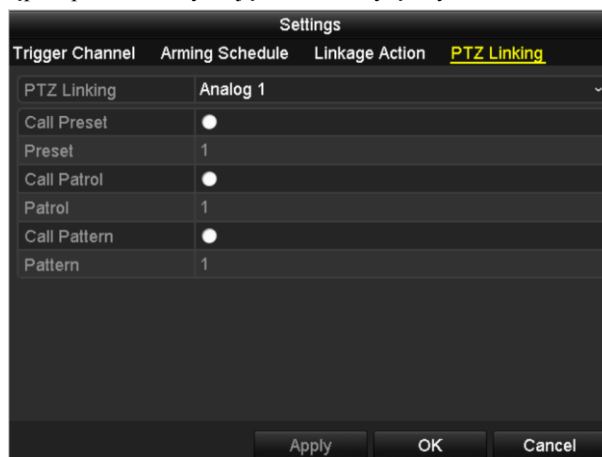 Settings
Trigger Channel Arming Schedule Linkage Action PTZ Linking
PTZ Linking Analog 1
Call Preset
Preset 1
Call Patrol
Patrol 1
Call Pattern
Pattern 1
Apply OK Cancel